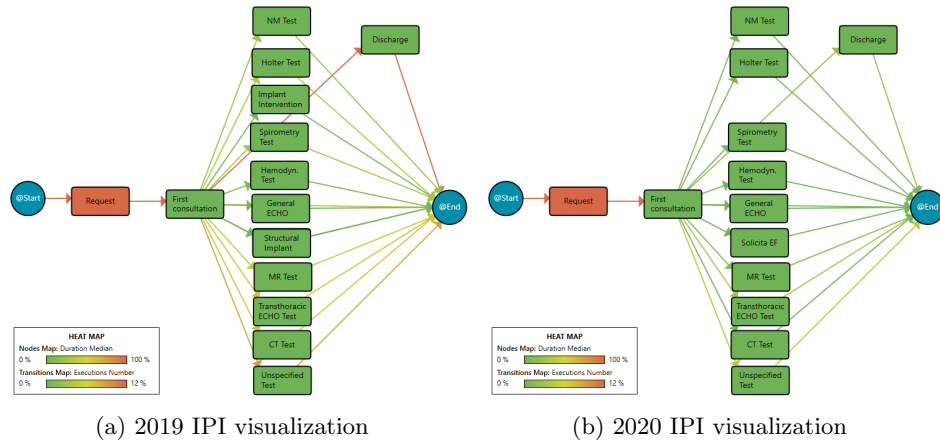 NM Test
Discharge
Holter Test
Implant
Intervention
Spirometry
Test
Hemodyn.
Test
@Start
Request
First
consultation
General
ECHO
@End
Structural
Implant
MR Test
Transthoracic
ECHO Test
CT Test
Unspecified
Test
HEAT MAP
Nodes Map: Duration Median
0 % 100 %
Transitions Map: Executions Number
0 % 12 %
(a) 2019 IPI visualization
NM Test
Discharge
Holter Test
Spirometry
Test
Hemodyn.
Test
@Start
Request
First
consultation
General
ECHO
@End
Solicita EF
MR Test
Transthoracic
ECHO Test
CT Test
Unspecified
Test
HEAT MAP
Nodes Map: Duration Median
0 % 100 %
Transitions Map: Executions Number
0 % 12 %
(b) 2020 IPI visualization